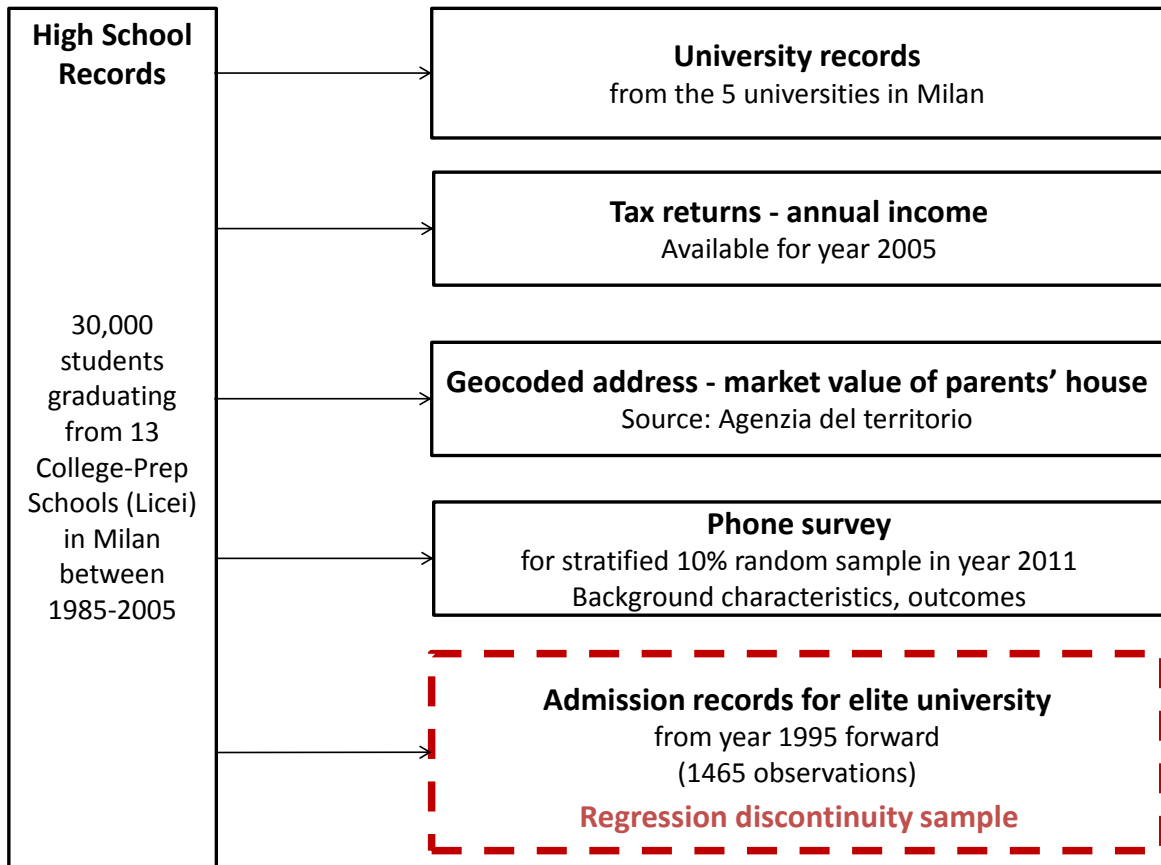 High School
Records
30,000
students
graduating
from 13
College-Prep
Schools (Licei)
in Milan
between
1985-2005
University records
from the 5 universities in Milan
Tax returns - annual income
Available for year 2005
Geocoded address - market value of parents’ house
Source: Agenzia del territorio
Phone survey
for stratified 10% random sample in year 2011
Background characteristics, outcomes
Admission records for elite university
from year 1995 forward
(1465 observations)
Regression discontinuity sample